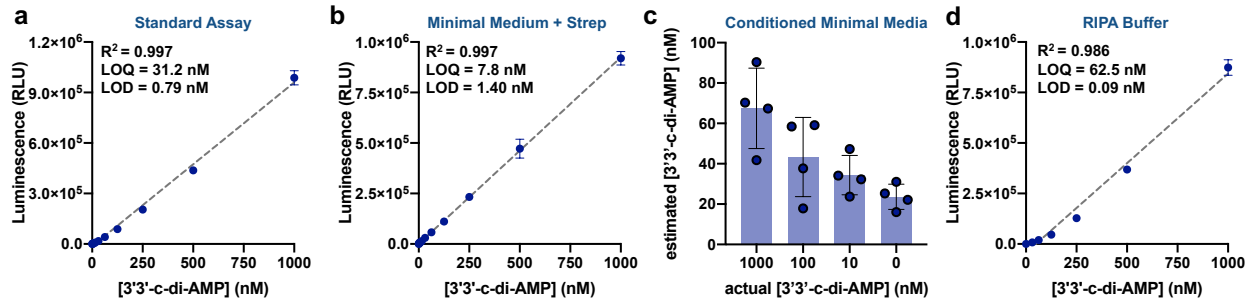 a
Standard Assay
Luminescence (RLU)
1.2×10⁶
9.0×10⁵
6.0×10⁵
3.0×10⁵
0.0
R² = 0.997
LOQ = 31.2 nM
LOD = 0.79 nM
0 250 500 750 1000
[3'3'-c-di-AMP] (nM)
b
Minimal Medium + Strep
Luminescence (RLU)
1.0×10⁶
7.5×10⁵
5.0×10⁵
2.5×10⁵
0.0
R² = 0.997
LOQ = 7.8 nM
LOD = 1.40 nM
0 250 500 750 1000
[3'3'-c-di-AMP] (nM)
c
Conditioned Minimal Media
estimated [3'3'-c-di-AMP] (nM)
100
80
60
40
20
0
1000 100 10 0
actual [3'3'-c-di-AMP] (nM)
d
RIPA Buffer
Luminescence (RLU)
1.0×10⁶
7.5×10⁵
5.0×10⁵
2.5×10⁵
0.0
R² = 0.986
LOQ = 62.5 nM
LOD = 0.09 nM
0 250 500 750 1000
[3'3'-c-di-AMP] (nM)